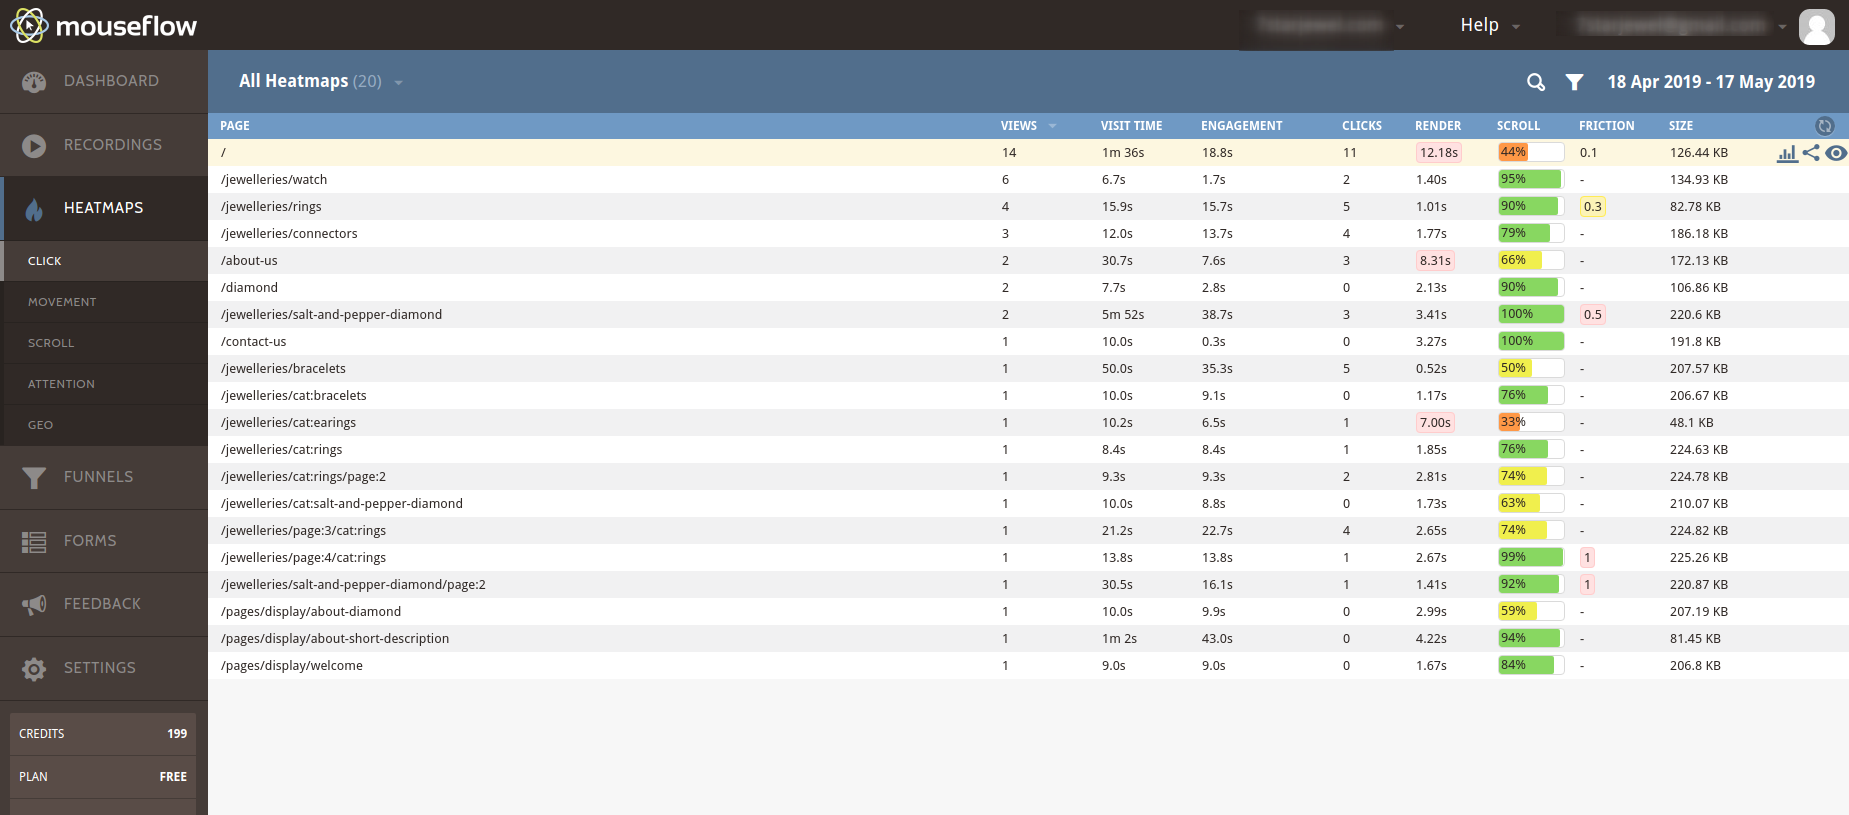 mouseflow
Help
DASHBOARD
RECORDINGS
HEATMAPS
CLICK
MOVEMENT
SCROLL
ATTENTION
GEO
FUNNELS
FORMS
FEEDBACK
SETTINGS
CREDITS 199
PLAN FREE
All Heatmaps (20) 18 Apr 2019 - 17 May 2019
PAGE VIEWS VISIT TIME ENGAGEMENT CLICKS RENDER SCROLL FRICTION SIZE
/ 14 1m 36s 18.8s 11 12.18s 44% 0.1 126.44 KB
/jewelleries/watch 6 6.7s 1.7s 2 1.40s 95% - 134.93 KB
/jewelleries/rings 4 15.9s 15.7s 5 1.01s 90% 0.3 82.78 KB
/jewelleries/connectors 3 12.0s 13.7s 4 1.77s 79% - 186.18 KB
/about-us 2 30.7s 7.6s 3 8.31s 66% - 172.13 KB
/diamond 2 7.7s 2.8s 0 2.13s 90% - 106.86 KB
/jewelleries/salt-and-pepper-diamond 2 5m 52s 38.7s 3 3.41s 100% 0.5 220.6 KB
/contact-us 1 10.0s 0.3s 0 3.27s 100% - 191.8 KB
/jewelleries/bracelets 1 50.0s 35.3s 5 0.52s 50% - 207.57 KB
/jewelleries/cat:bracelets 1 10.0s 9.1s 0 1.17s 76% - 206.67 KB
/jewelleries/cat:earings 1 10.2s 6.5s 1 7.00s 33% - 48.1 KB
/jewelleries/cat:rings 1 8.4s 8.4s 1 1.85s 76% - 224.63 KB
/jewelleries/cat:rings/page:2 1 9.3s 9.3s 2 2.81s 74% - 224.78 KB
/jewelleries/cat:salt-and-pepper-diamond 1 10.0s 8.8s 0 1.73s 63% - 210.07 KB
/jewelleries/page:3/cat:rings 1 21.2s 22.7s 4 2.65s 74% - 224.82 KB
/jewelleries/page:4/cat:rings 1 13.8s 13.8s 1 2.67s 99% 1 225.26 KB
/jewelleries/salt-and-pepper-diamond/page:2 1 30.5s 16.1s 1 1.41s 92% 1 220.87 KB
/pages/display/about-diamond 1 10.0s 9.9s 0 2.99s 59% - 207.19 KB
/pages/display/about-short-description 1 1m 2s 43.0s 0 4.22s 94% - 81.45 KB
/pages/display/welcome 1 9.0s 9.0s 0 1.67s 84% - 206.8 KB